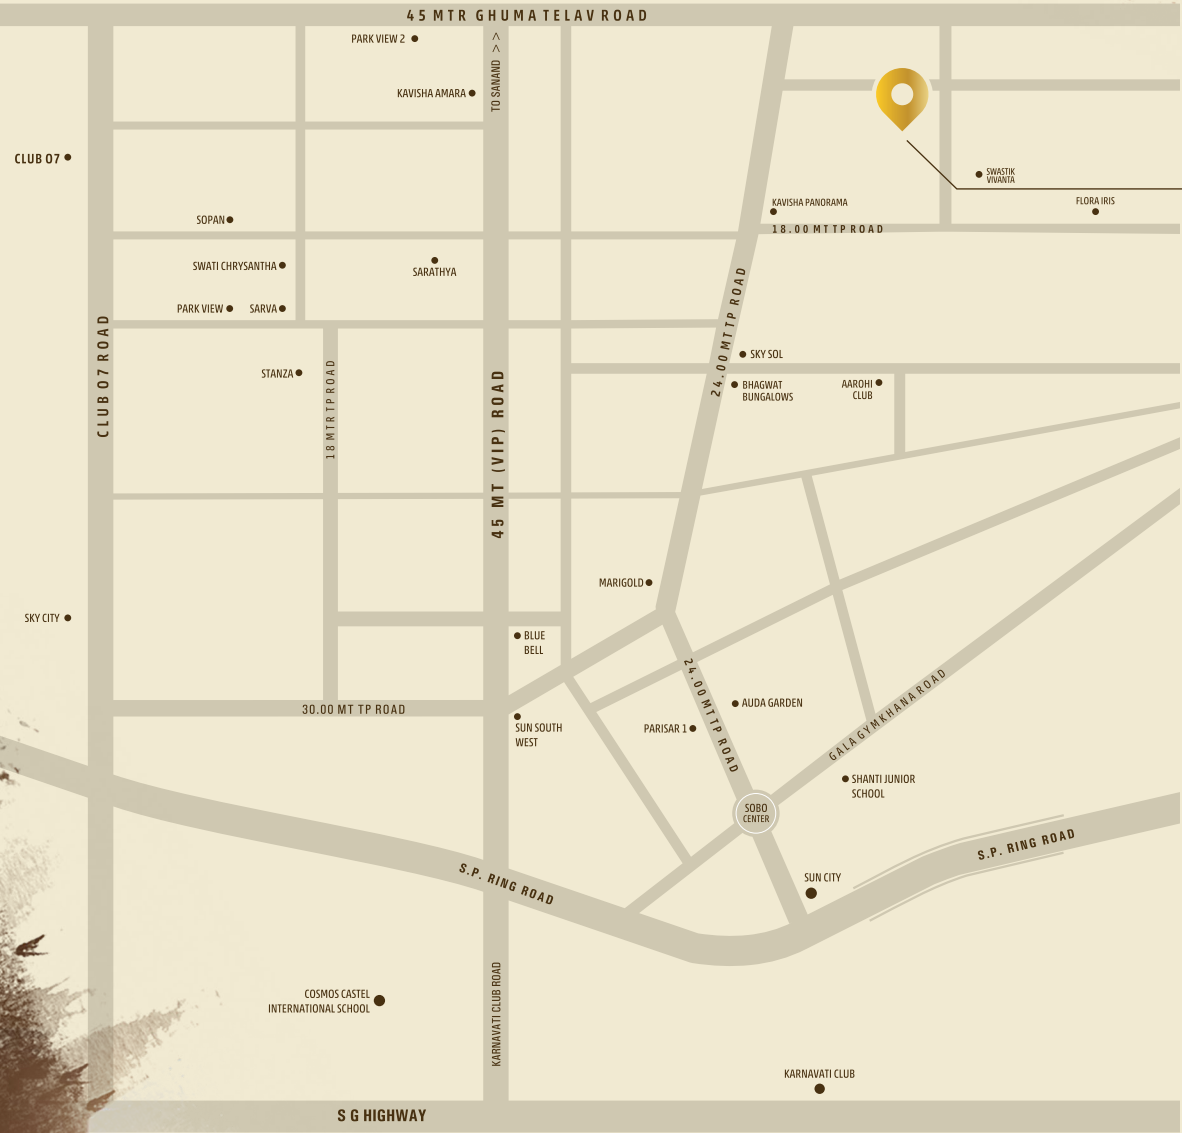 45 MTR GHUMA TELAV ROAD
PARK VIEW 2
TO SANAND >>
KAVISHA AMARA
CLUB 07
SWASTIK
VIVANTA
KAVISHA PANORAMA
FLORA IRIS
SOPAN
18.00 MT TP ROAD
SWATI CHRYSANTHA
SARATHYA
PARK VIEW
SARVA
24.00 MT TP ROAD
CLUB 07 ROAD
SKY SOL
STANZA
18 MTR TP ROAD
45 MT (VIP) ROAD
BHAGWAT
BUNGALOWS
AAROHI
CLUB
MARIGOLD
SKY CITY
BLUE
BELL
24.00 MT TP ROAD
AUDA GARDEN
GALA GYMKHANA ROAD
30.00 MT TP ROAD
SUN SOUTH
WEST
PARISAR 1
SHANTI JUNIOR
SCHOOL
SOBO
CENTER
S.P. RING ROAD
S.P. RING ROAD
SUN CITY
COSMOS CASTEL
INTERNATIONAL SCHOOL
KARNAVATI CLUB ROAD
KARNAVATI CLUB
S G HIGHWAY